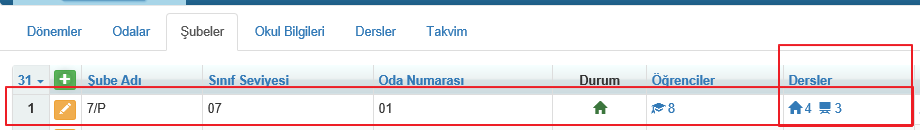 Dönemler Odalar Şubeler Okul Bilgileri Dersler Takvim
31 Şube Adı Sınıf Seviyesi Oda Numarası Durum Öğrenciler Dersler
1 7/P 07 01 8 4 3